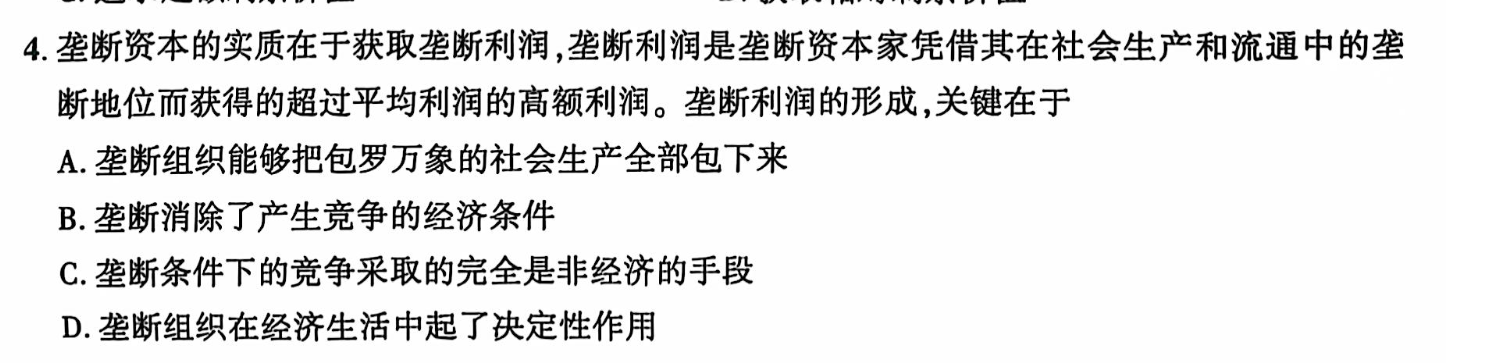 4. 垄断资本的实质在于获取垄断利润,垄断利润是垄断资本家凭借其在社会生产和流通中的垄
断地位而获得的超过平均利润的高额利润。垄断利润的形成,关键在于
A. 垄断组织能够把包罗万象的社会生产全部包下来
B. 垄断消除了产生竞争的经济条件
C. 垄断条件下的竞争采取的完全是非经济的手段
D. 垄断组织在经济生活中起了决定性作用